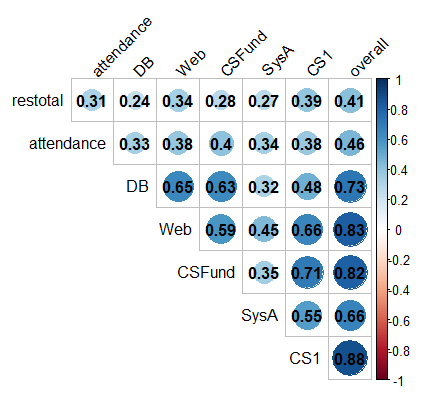 attendance DB Web CSFund SysA CS1 overall
restotal 0.31 0.24 0.34 0.28 0.27 0.39 0.41
attendance 0.33 0.38 0.4 0.34 0.38 0.46
DB 0.65 0.63 0.32 0.48 0.73
Web 0.59 0.45 0.66 0.83
CSFund 0.35 0.71 0.82
SysA 0.55 0.66
CS1 0.88
1
0.8
0.6
0.4
0.2
0
-0.2
-0.4
-0.6
-0.8
-1